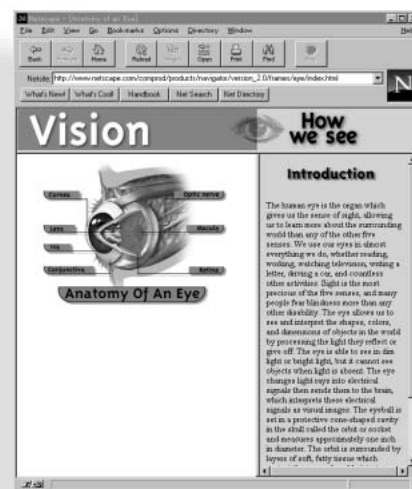 Netscape - [Anatomy of an Eye]
File Edit View Go Bookmarks Options Directory Window Help
Back Home Reload Images Open Print Find Stop
Netsite: http://www.netscape.com/comprod/products/navigator/version_2.0/frames/eye/index.html
What's New! What's Cool! Handbook Net Search Net Directory
N
Vision
How
we see
Cornea
Lens
Iris
Conjunctiva
Optic nerve
Macula
Retina
Anatomy Of An Eye
Introduction
The human eye is the organ which
gives us the sense of sight, allowing
us to learn more about the surrounding
world than any of the other five
senses. We use our eyes in almost
everything we do, whether reading,
working, watching television, writing a
letter, driving a car, and countless
other activities. Sight is the most
precious of the five senses, and many
people fear blindness more than any
other disability. The eye allows us to
see and interpret the shapes, colors,
and dimensions of objects in the world
by processing the light they reflect or
give off. The eye is able to see in dim
light or bright light, but it cannot see
objects when light is absent. The eye
changes light rays into electrical
signals then sends them to the brain,
which interprets these electrical
signals as visual images. The eyeball is
set in a protective cone-shaped cavity
in the skull called the orbit or socket
and measures approximately one inch
in diameter. The orbit is surrounded by
layers of soft, fatty tissue which